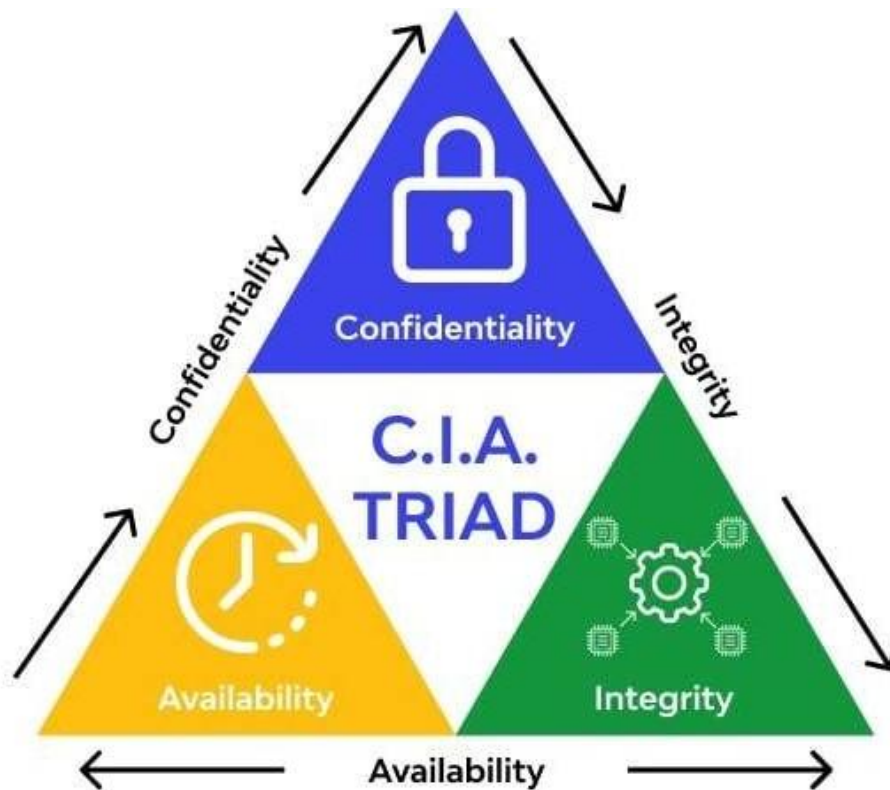 Confidentiality
Confidentiality
Integrity
C.I.A.
TRIAD
Availability
Integrity
Availability